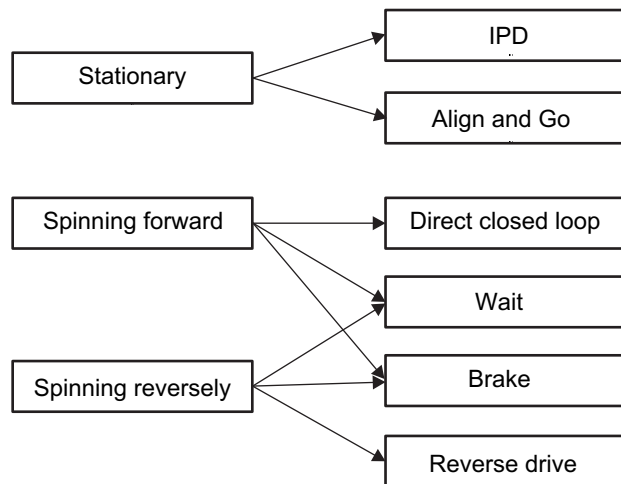 IPD
Stationary
Align and Go
Spinning forward
Direct closed loop
Wait
Spinning reversely
Brake
Reverse drive